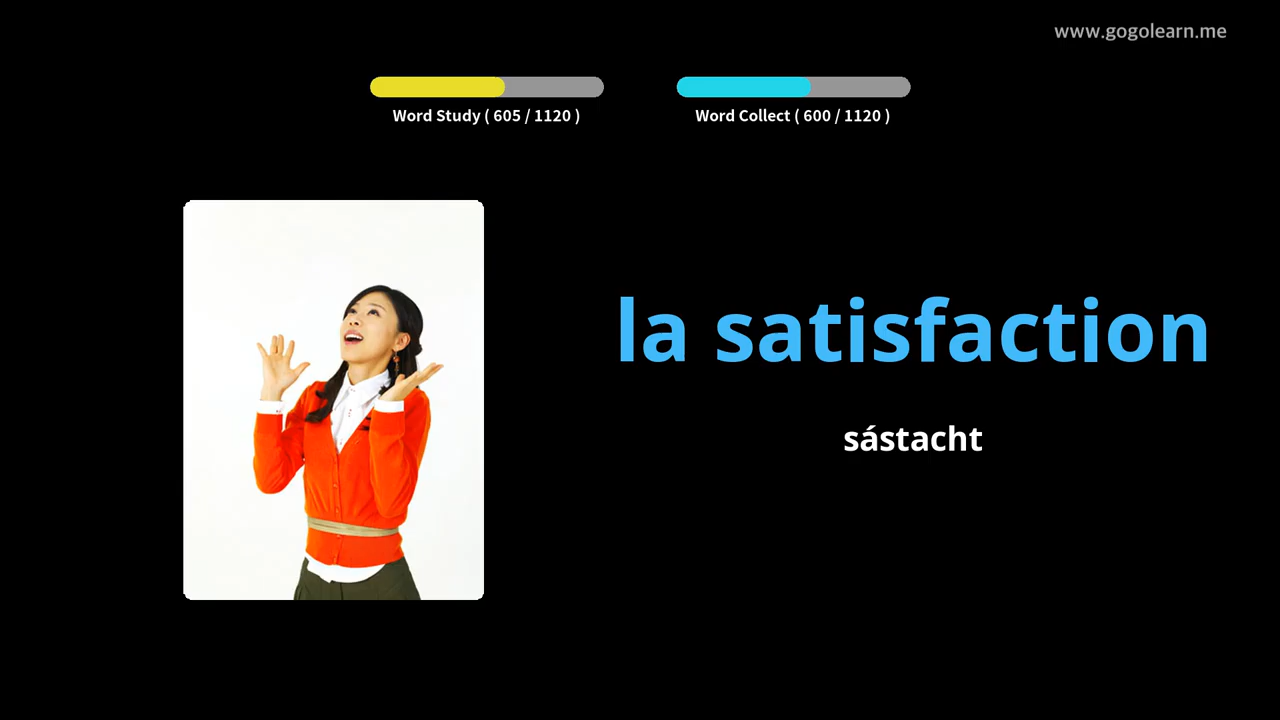 www.gogolearn.me
Word Study ( 605 / 1120 )
Word Collect ( 600 / 1120 )
la satisfaction
sástacht